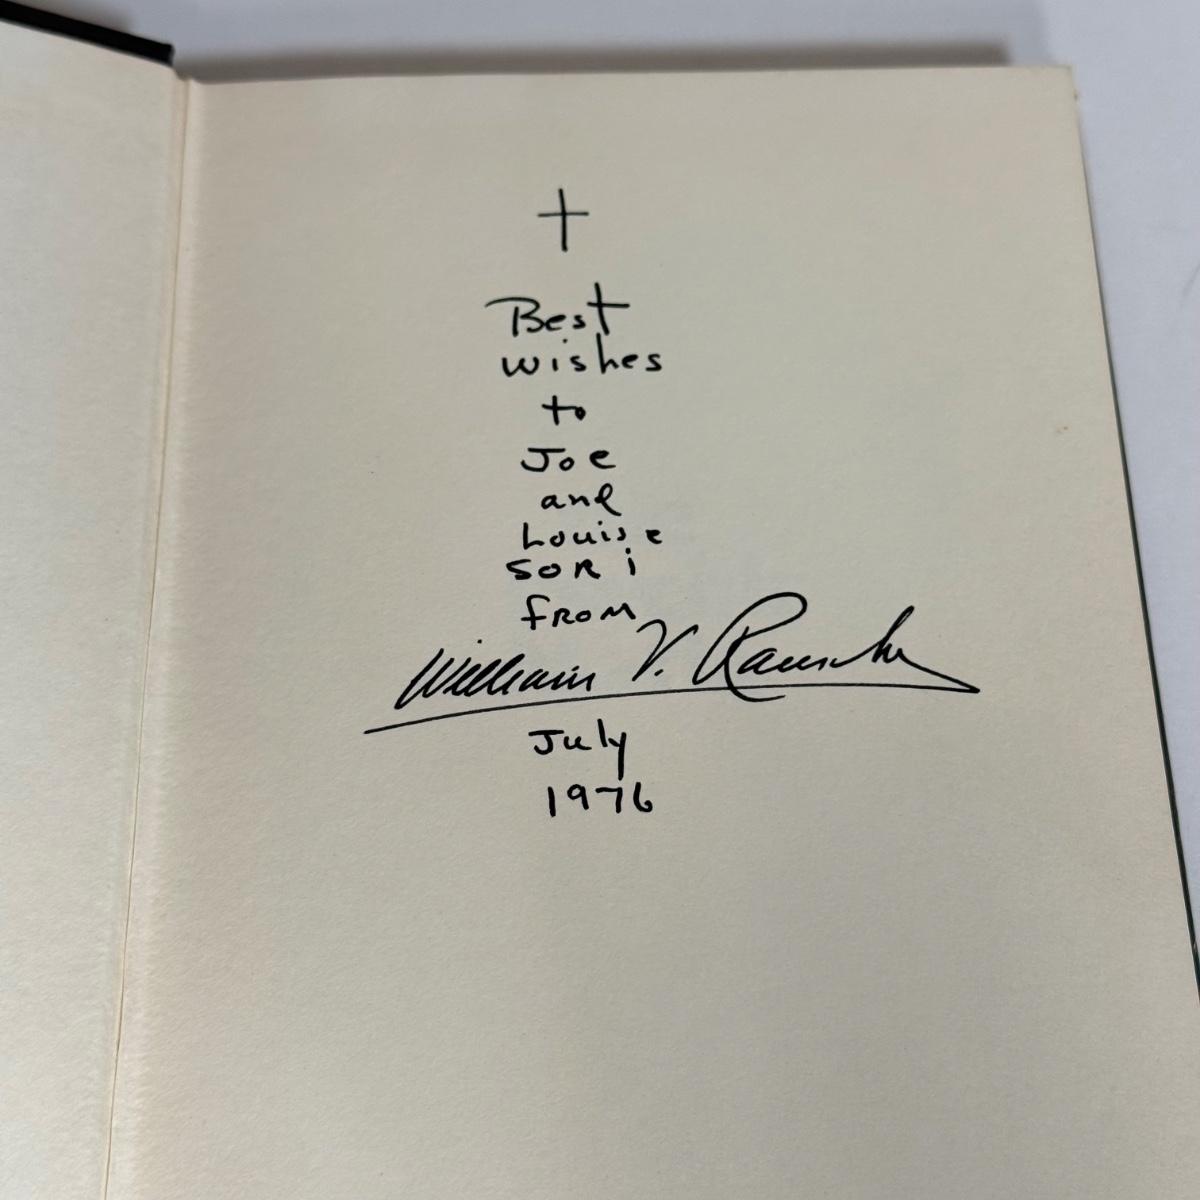 Best
wishes
to
Joe
and
Louise
SORi
fROM
William V. Rauscher
July
1976